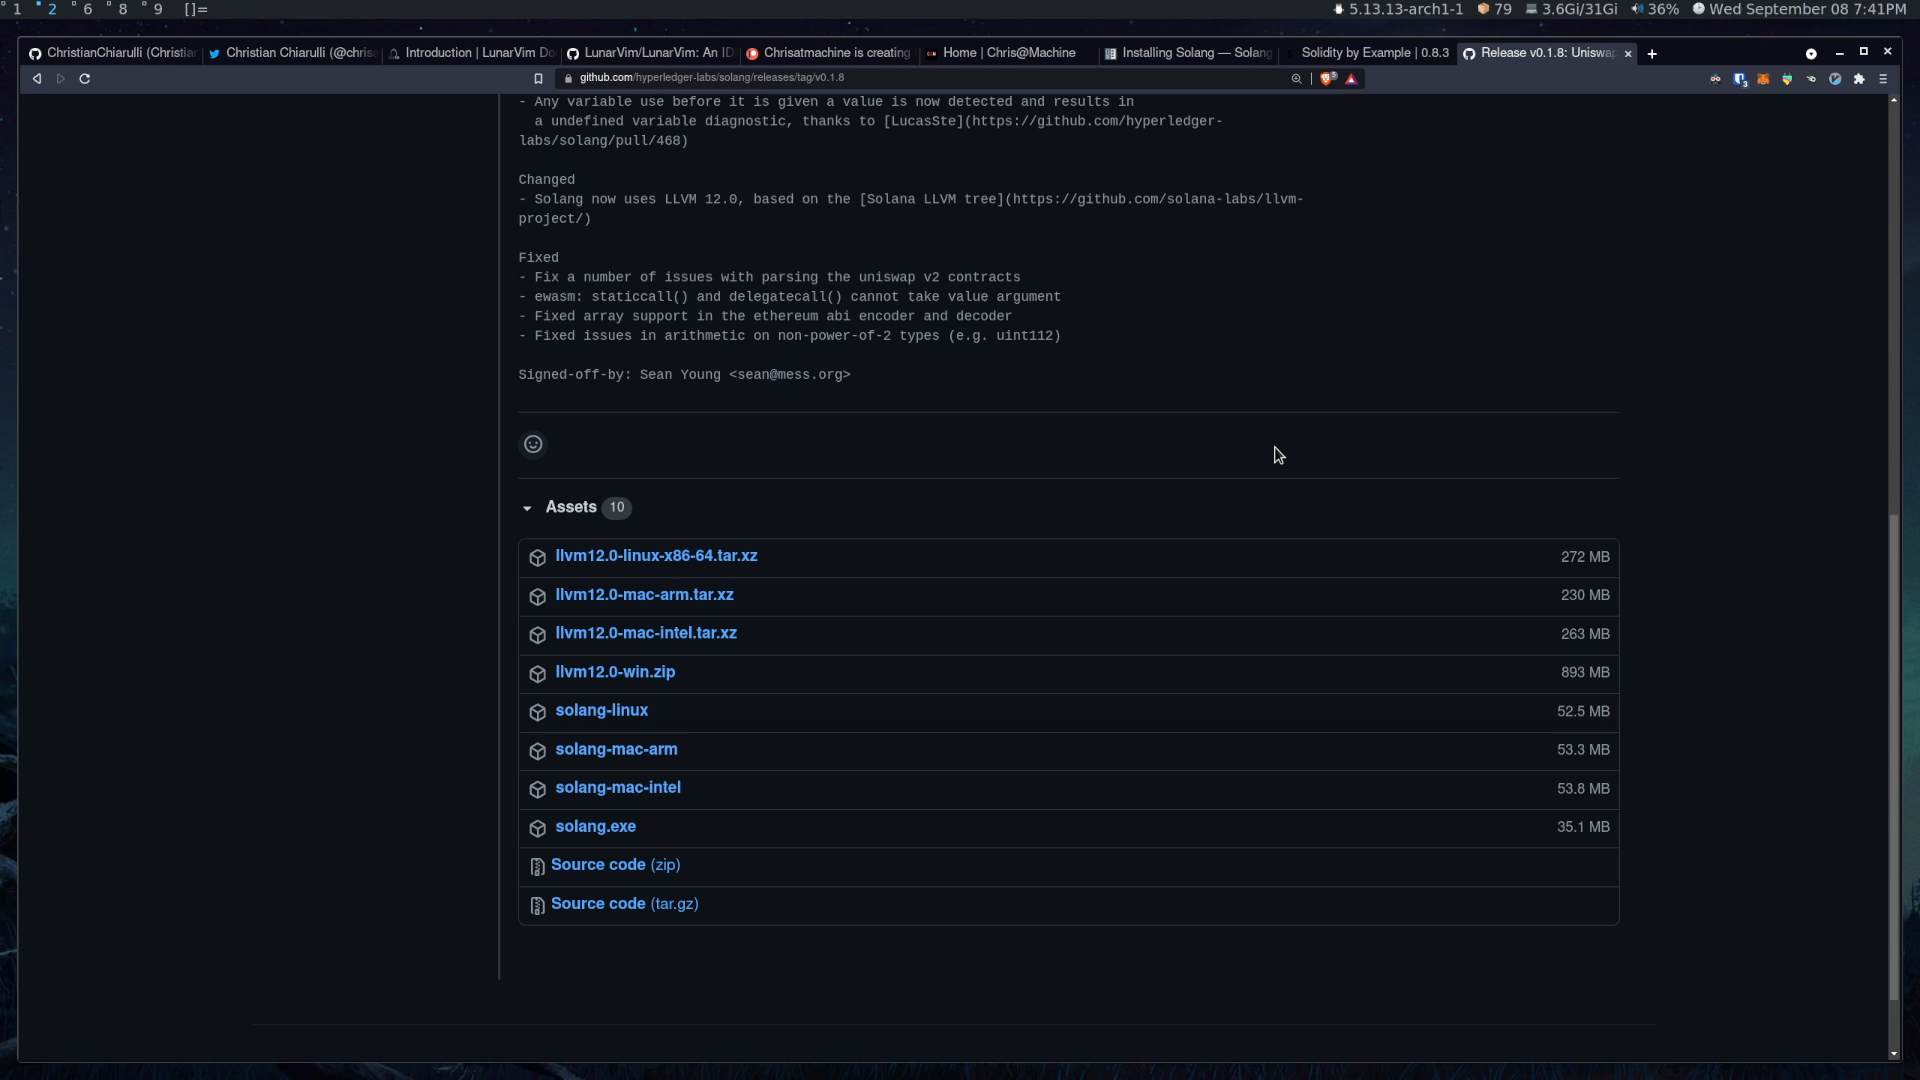 1 2 6 8 9 []= 5.13.13-arch1-1 79 3.6Gi/31Gi 36% Wed September 08 7:41PM
ChristianChiarulli (Christia Christian Chiarulli (@chris Introduction | LunarVim Do LunarVim/LunarVim: An ID Chrisatmachine is creating Home | Chris@Machine Installing Solang — Solang Solidity by Example | 0.8.3 Release v0.1.8: Uniswap
github.com/hyperledger-labs/solang/releases/tag/v0.1.8
- Any variable use before it is given a value is now detected and results in
a undefined variable diagnostic, thanks to [LucasSte](https://github.com/hyperledger-
labs/solang/pull/468)
Changed
- Solang now uses LLVM 12.0, based on the [Solana LLVM tree](https://github.com/solana-labs/llvm-
project/)
Fixed
- Fix a number of issues with parsing the uniswap v2 contracts
- ewasm: staticcall() and delegatecall() cannot take value argument
- Fixed array support in the ethereum abi encoder and decoder
- Fixed issues in arithmetic on non-power-of-2 types (e.g. uint112)
Signed-off-by: Sean Young <sean@mess.org>
Assets 10
llvm12.0-linux-x86-64.tar.xz 272 MB
llvm12.0-mac-arm.tar.xz 230 MB
llvm12.0-mac-intel.tar.xz 263 MB
llvm12.0-win.zip 893 MB
solang-linux 52.5 MB
solang-mac-arm 53.3 MB
solang-mac-intel 53.8 MB
solang.exe 35.1 MB
Source code (zip)
Source code (tar.gz)